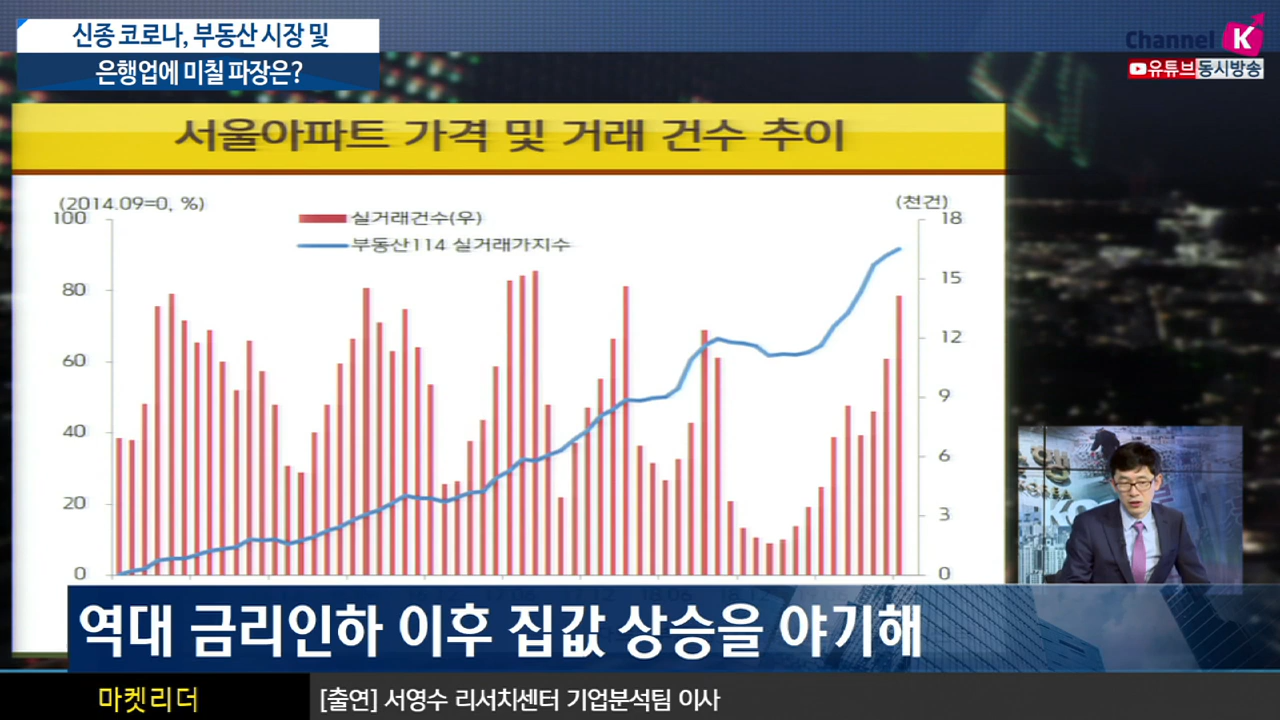 신종 코로나, 부동산 시장 및
은행업에 미칠 파장은?
Channel K
유튜브 동시방송
서울아파트 가격 및 거래 건수 추이
(2014.09=0, %)
(천건)
실거래건수(우)
부동산114 실거래가지수
100
80
60
40
20
0
18
15
12
9
6
3
0
역대 금리인하 이후 집값 상승을 야기해
마켓리더
[출연] 서영수 리서치센터 기업분석팀 이사